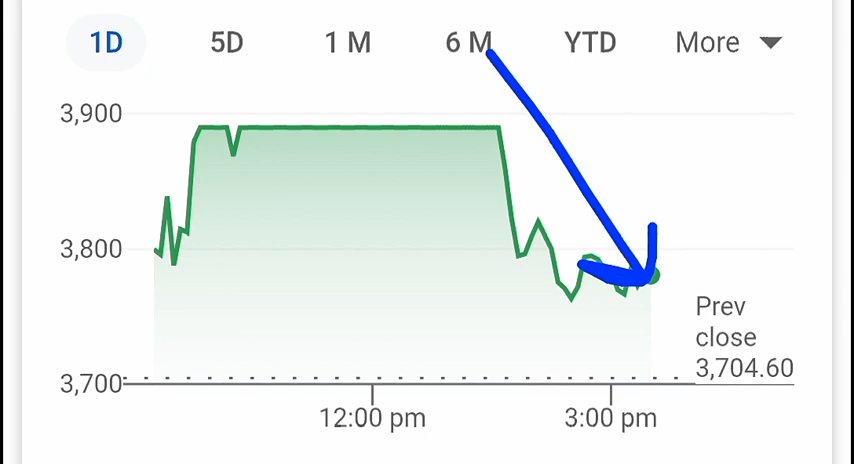 1D 5D 1 M 6 M YTD More
3,900
3,800
3,700
Prev
close
3,704.60
12:00 pm 3:00 pm